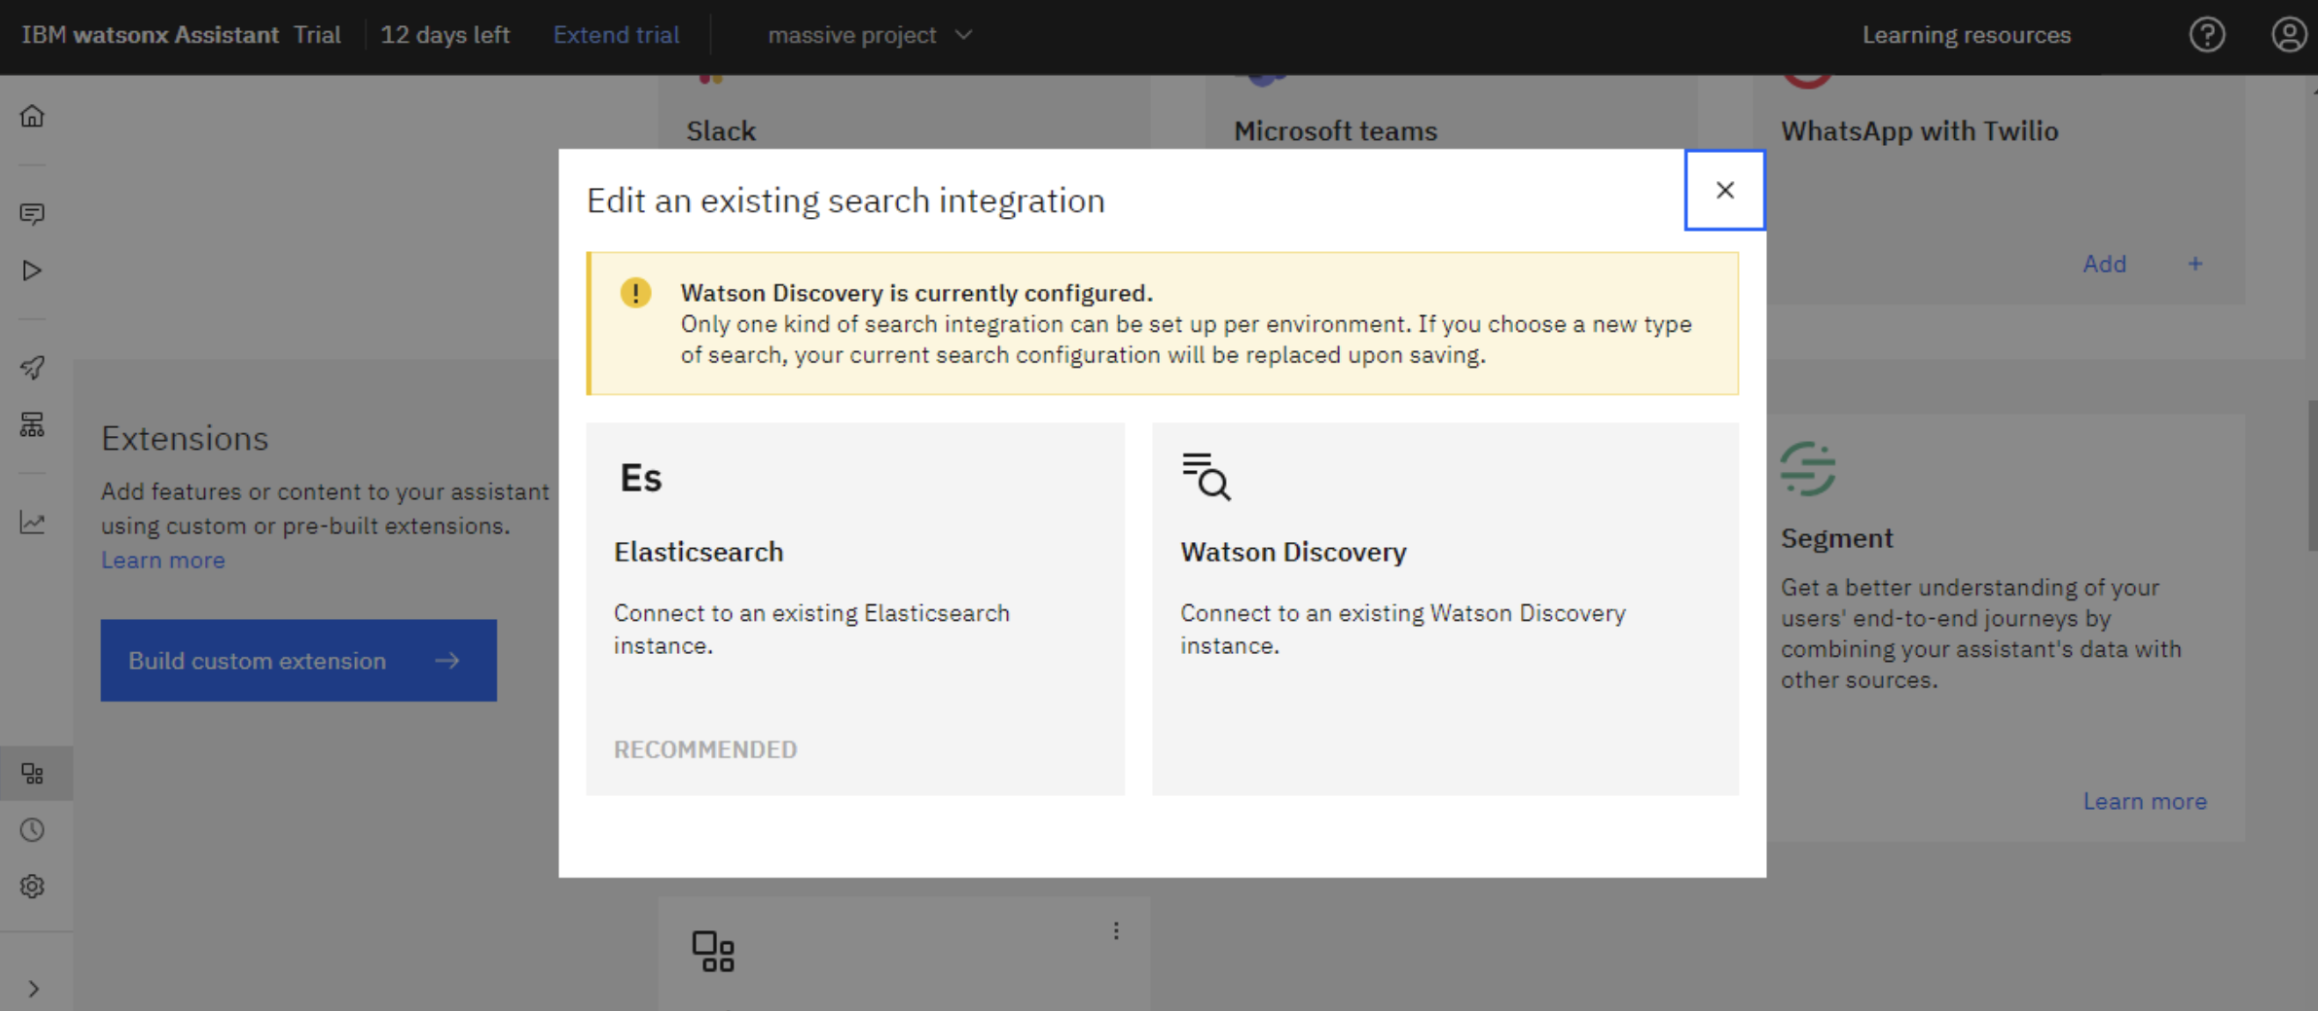 IBM watsonx Assistant Trial 12 days left Extend trial massive project Learning resources
Slack
Microsoft teams
WhatsApp with Twilio
Add +
Edit an existing search integration
Watson Discovery is currently configured.
Only one kind of search integration can be set up per environment. If you choose a new type
of search, your current search configuration will be replaced upon saving.
Es
Elasticsearch
Connect to an existing Elasticsearch
instance.
RECOMMENDED
Watson Discovery
Connect to an existing Watson Discovery
instance.
Extensions
Add features or content to your assistant
using custom or pre-built extensions.
Learn more
Build custom extension
Segment
Get a better understanding of your
users' end-to-end journeys by
combining your assistant's data with
other sources.
Learn more